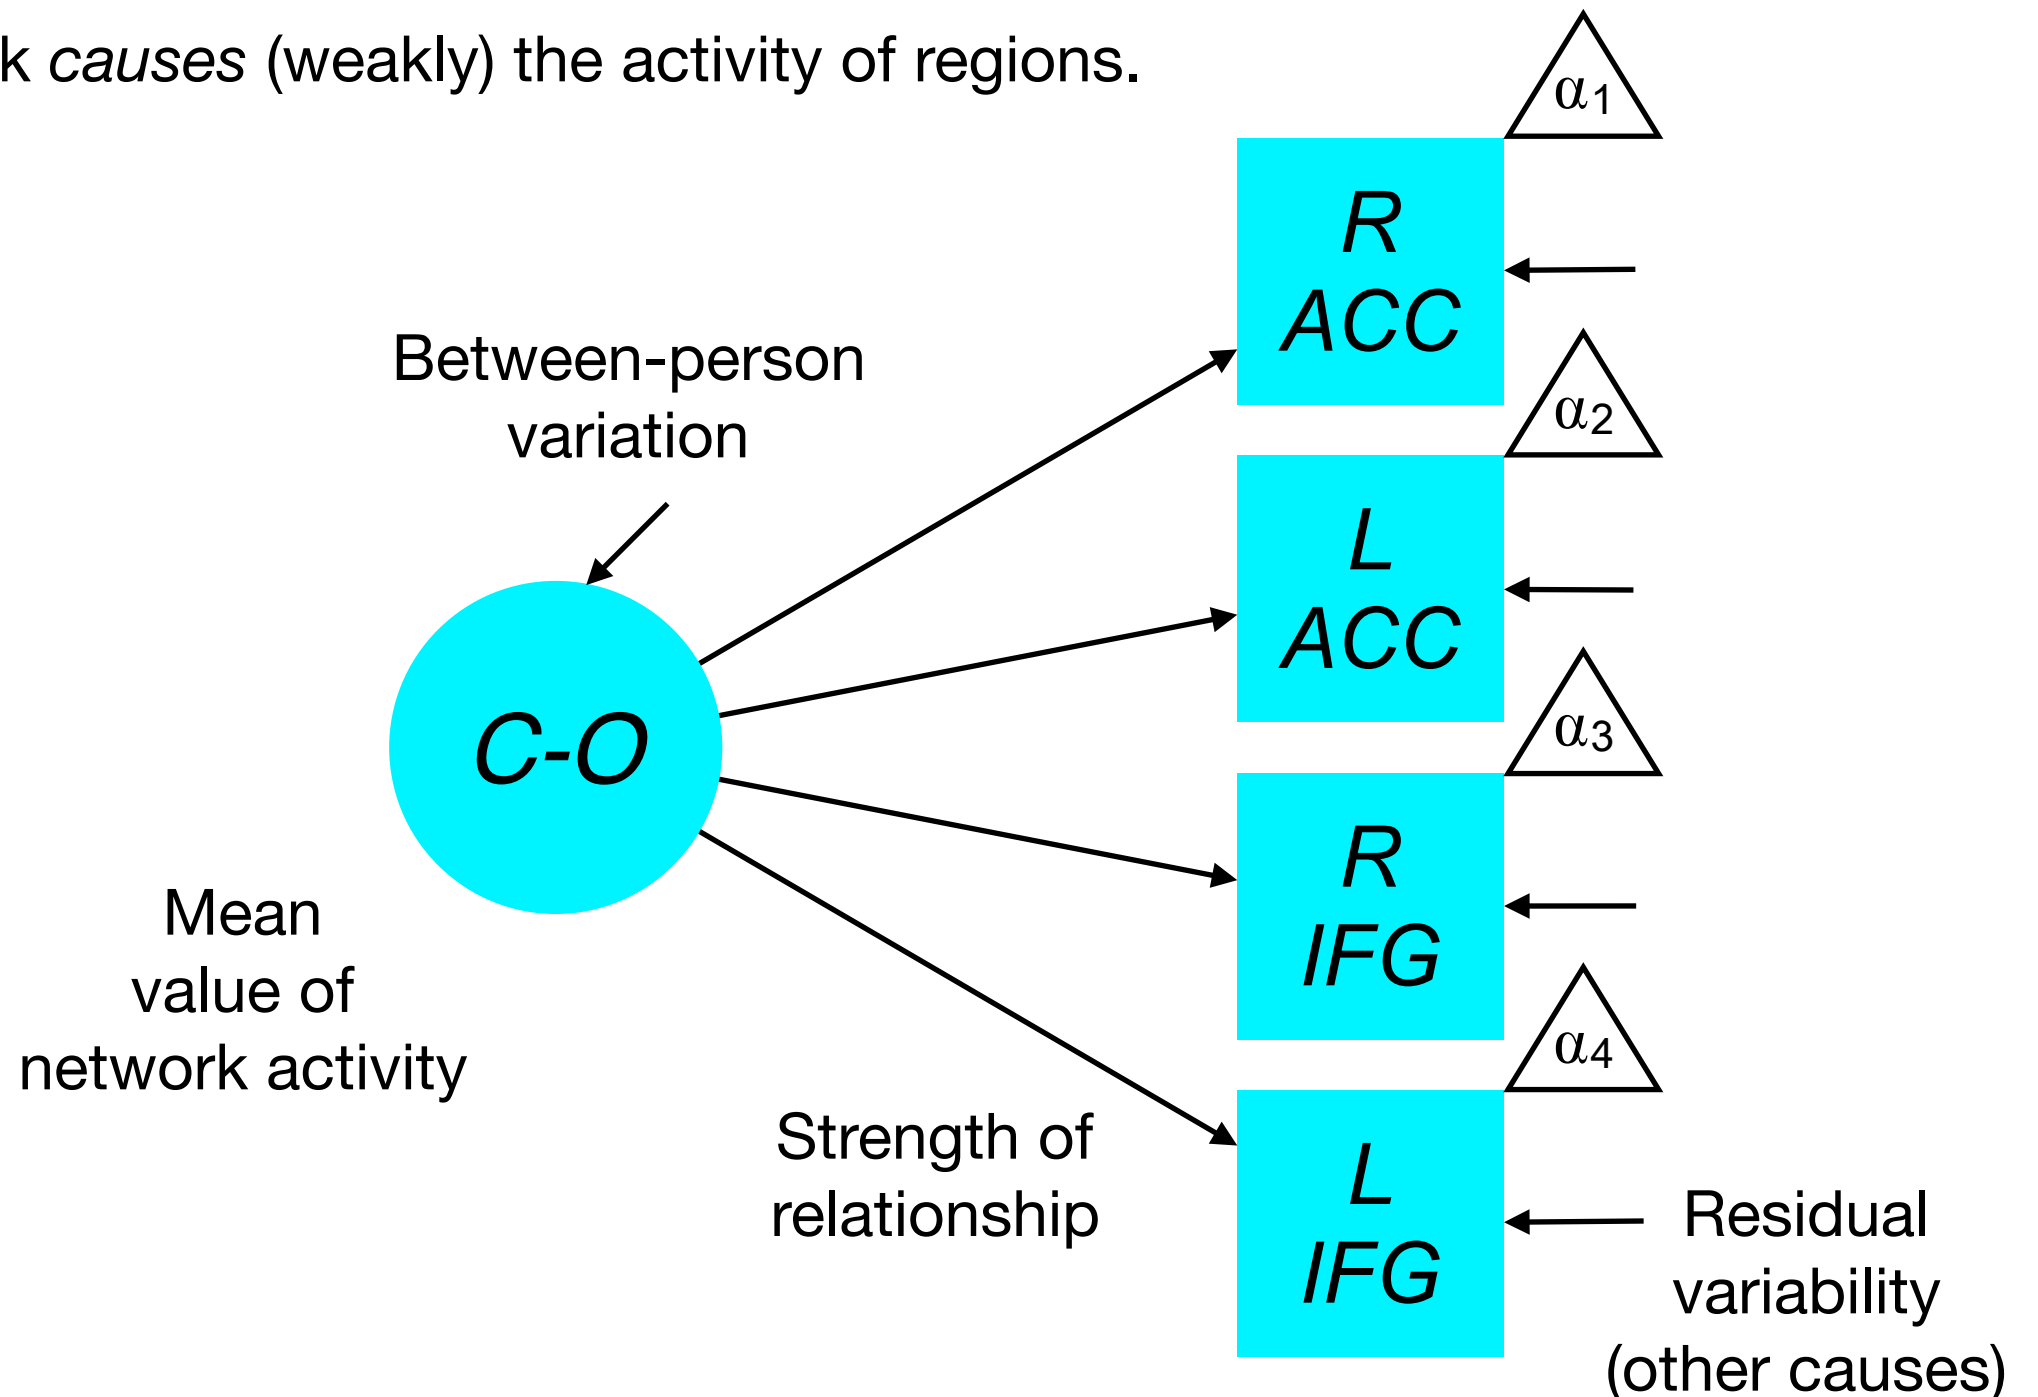 k causes (weakly) the activity of regions.
α1
R
ACC
Between-person
variation
α2
L
ACC
α3
C-O
R
IFG
Mean
value of
network activity
α4
Strength of
relationship
L
IFG
Residual
variability
(other causes)